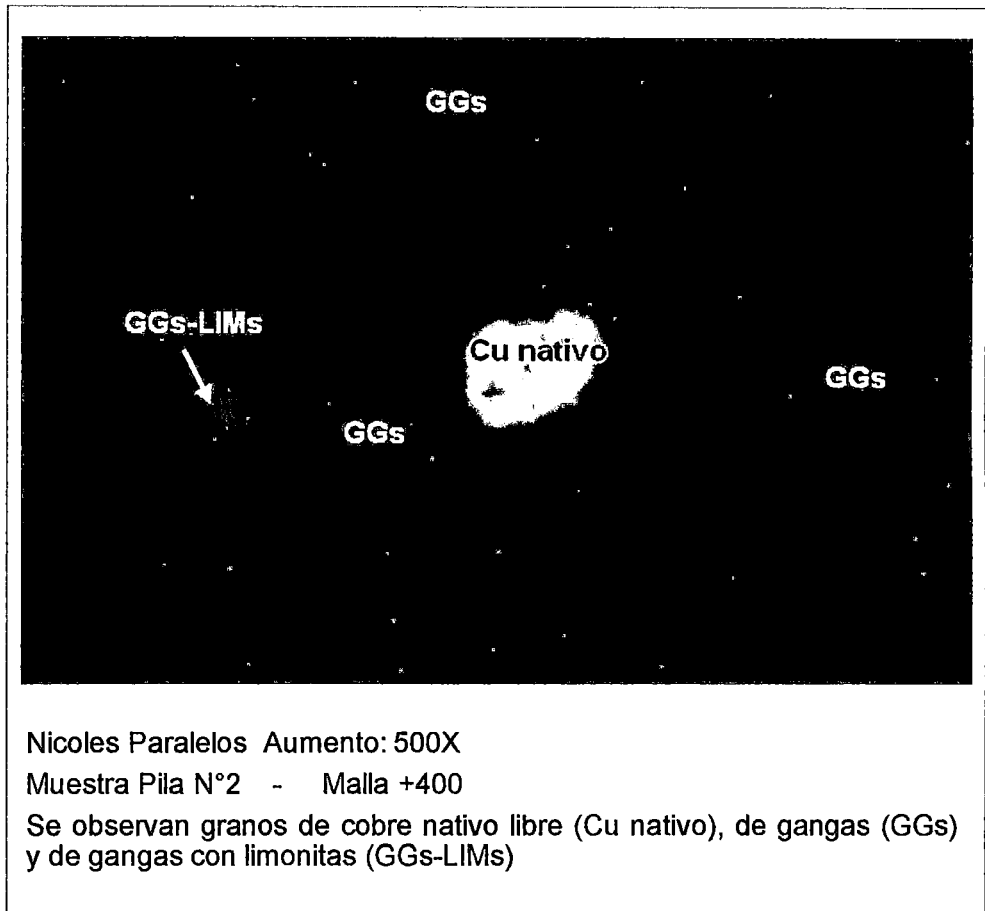 GGs
GGs-LIMs
Cu nativo
GGs
GGs
Nicoles Paralelos Aumento: 500X
Muestra Pila N°2 - Malla +400
Se observan granos de cobre nativo libre (Cu nativo), de gangas (GGs)
y de gangas con limonitas (GGs-LIMs)